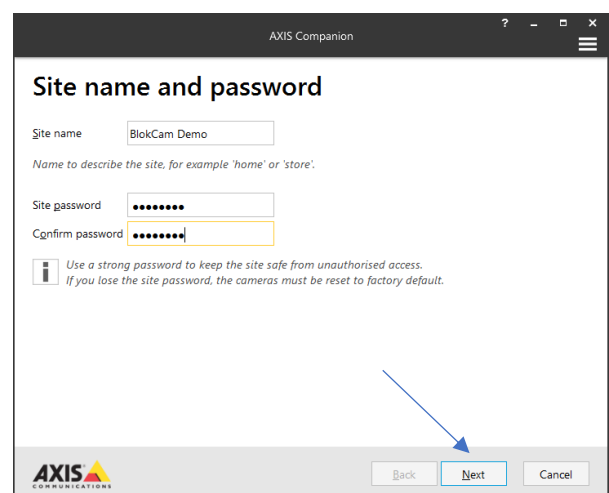 AXIS Companion
?
Site name and password
Site name BlokCam Demo
Name to describe the site, for example 'home' or 'store'.
Site password ●●●●●●●●
Confirm password ●●●●●●●●
i Use a strong password to keep the site safe from unauthorised access.
If you lose the site password, the cameras must be reset to factory default.
AXIS
COMMUNICATIONS
Back Next Cancel